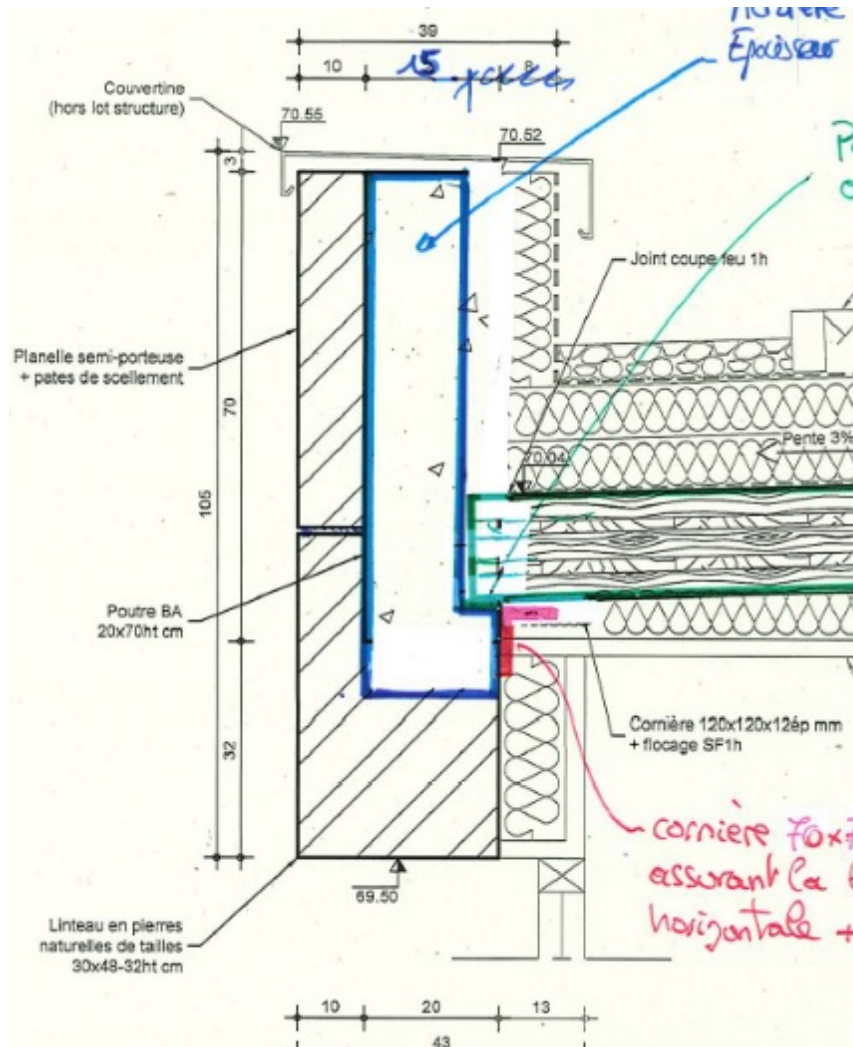 39
10
15
8
Epaisseur
Couvertine
(hors lot structure)
70.55
70.52
3
Joint coupe feu 1h
Planelle semi-porteuse
+ pates de scellement
70
105
Pente 3%
70.04
Poutre BA
20x70ht cm
32
Cornière 120x120x12ép mm
+ flocage SF1h
cornière 70x7
assurant la
horizontale +
69.50
Linteau en pierres
naturelles de tailles
30x48-32ht cm
10
20
13
43